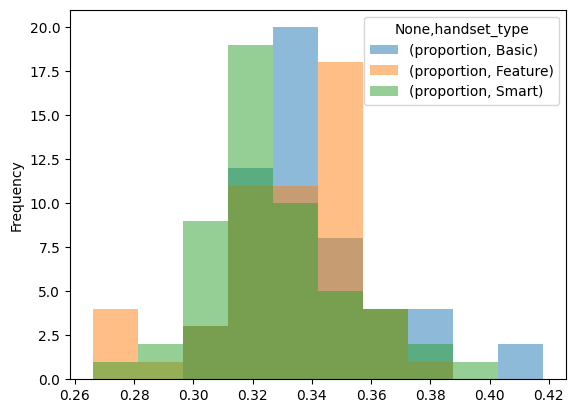 None,handset_type
(proportion, Basic)
(proportion, Feature)
(proportion, Smart)
Frequency
20.0
17.5
15.0
12.5
10.0
7.5
5.0
2.5
0.0
0.26 0.28 0.30 0.32 0.34 0.36 0.38 0.40 0.42